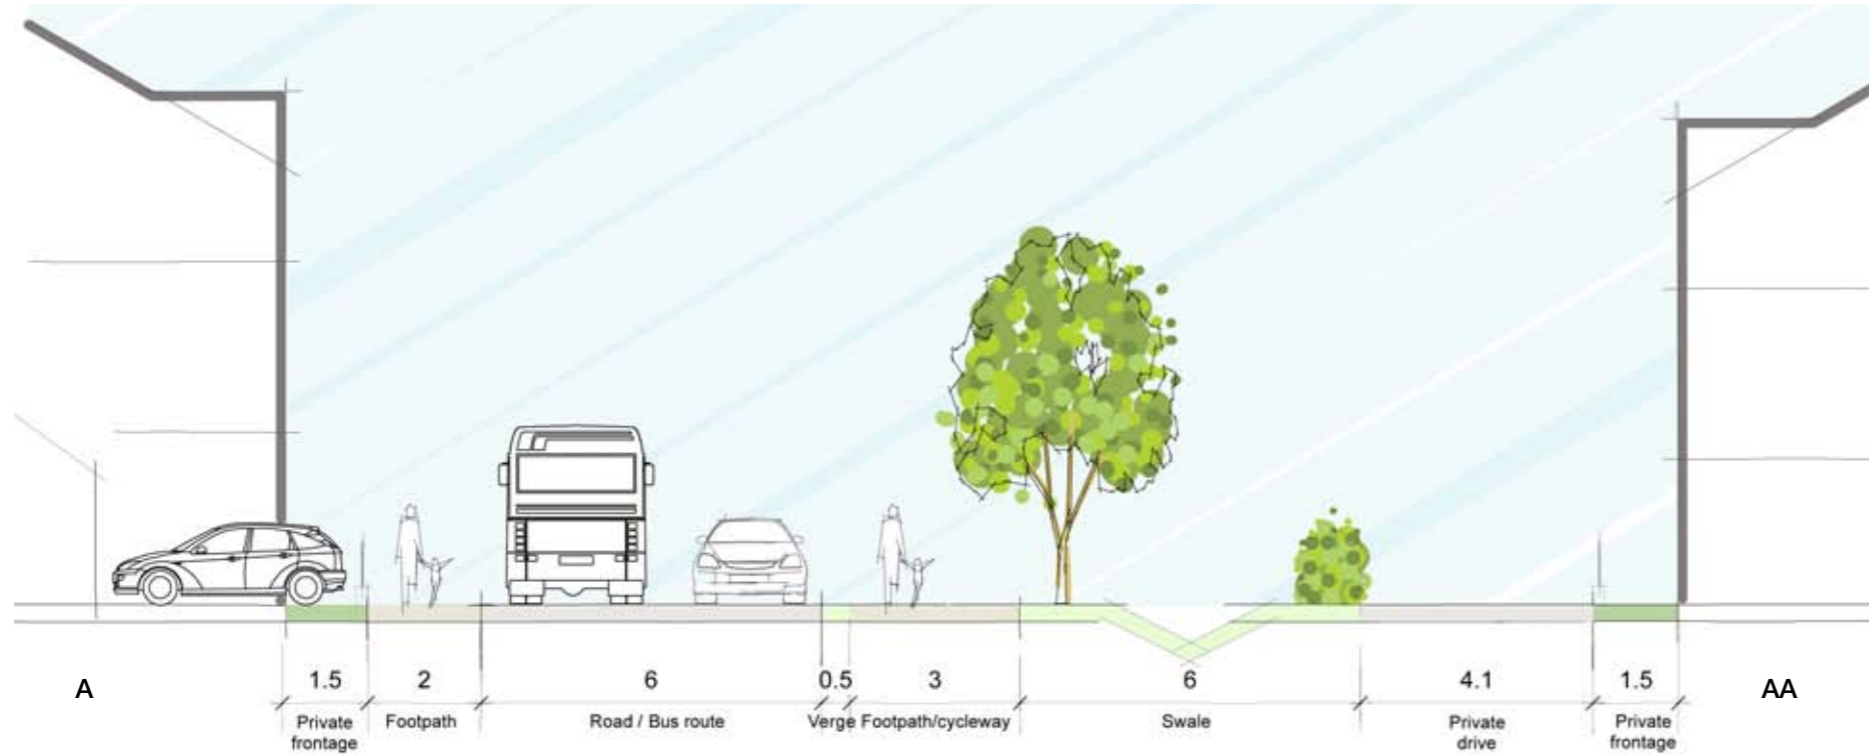 A
1.5 2 6 0.5 3 6 4.1 1.5
AA
Private Footpath Road / Bus route Verge Footpath/cycleway Swale Private Private
frontage drive frontage